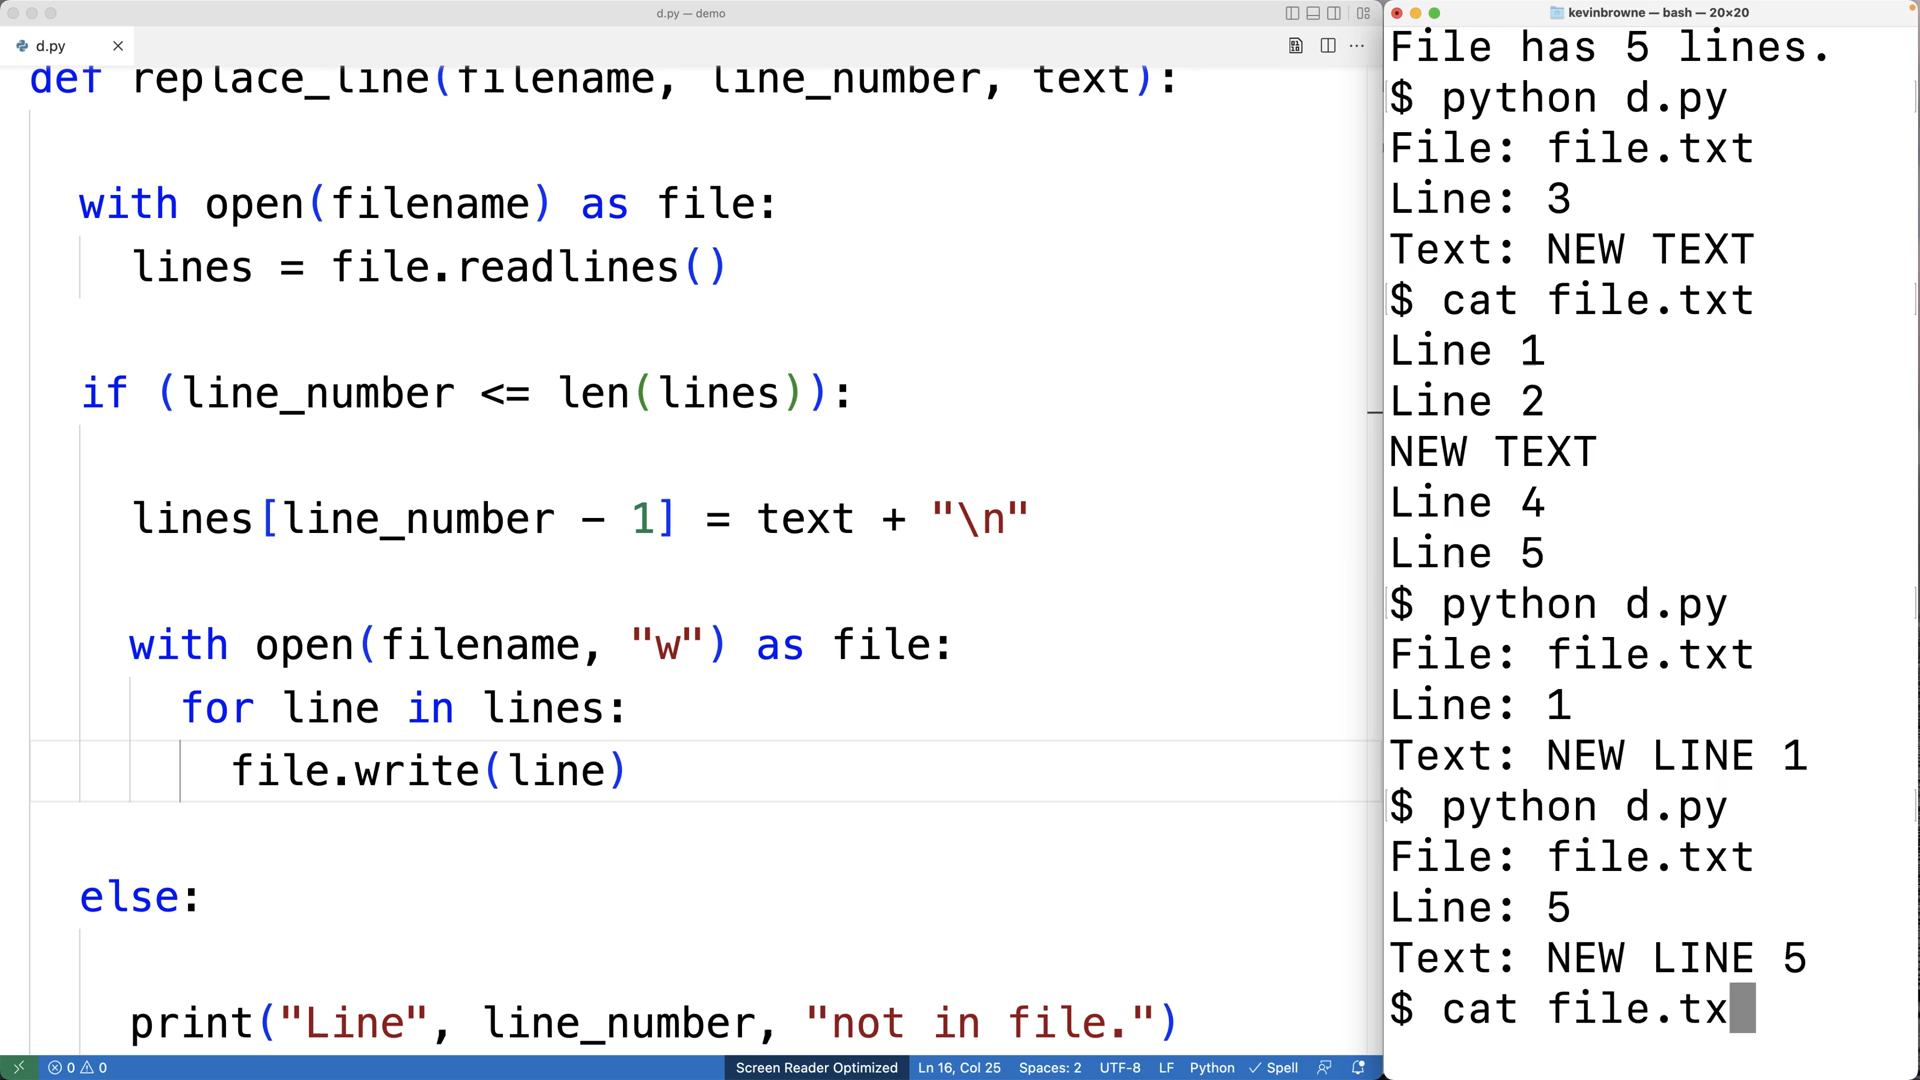 d.py — demo
d.py
def replace_line(filename, line_number, text):
with open(filename) as file:
lines = file.readlines()
if (line_number <= len(lines)):
lines[line_number - 1] = text + "\n"
with open(filename, "w") as file:
for line in lines:
file.write(line)
else:
print("Line", line_number, "not in file.")
0 0
Screen Reader Optimized
Ln 16, Col 25
Spaces: 2
UTF-8
LF
Python
Spell
kevinbrowne — bash — 20×20
File has 5 lines.
$ python d.py
File: file.txt
Line: 3
Text: NEW TEXT
$ cat file.txt
Line 1
Line 2
NEW TEXT
Line 4
Line 5
$ python d.py
File: file.txt
Line: 1
Text: NEW LINE 1
$ python d.py
File: file.txt
Line: 5
Text: NEW LINE 5
$ cat file.tx